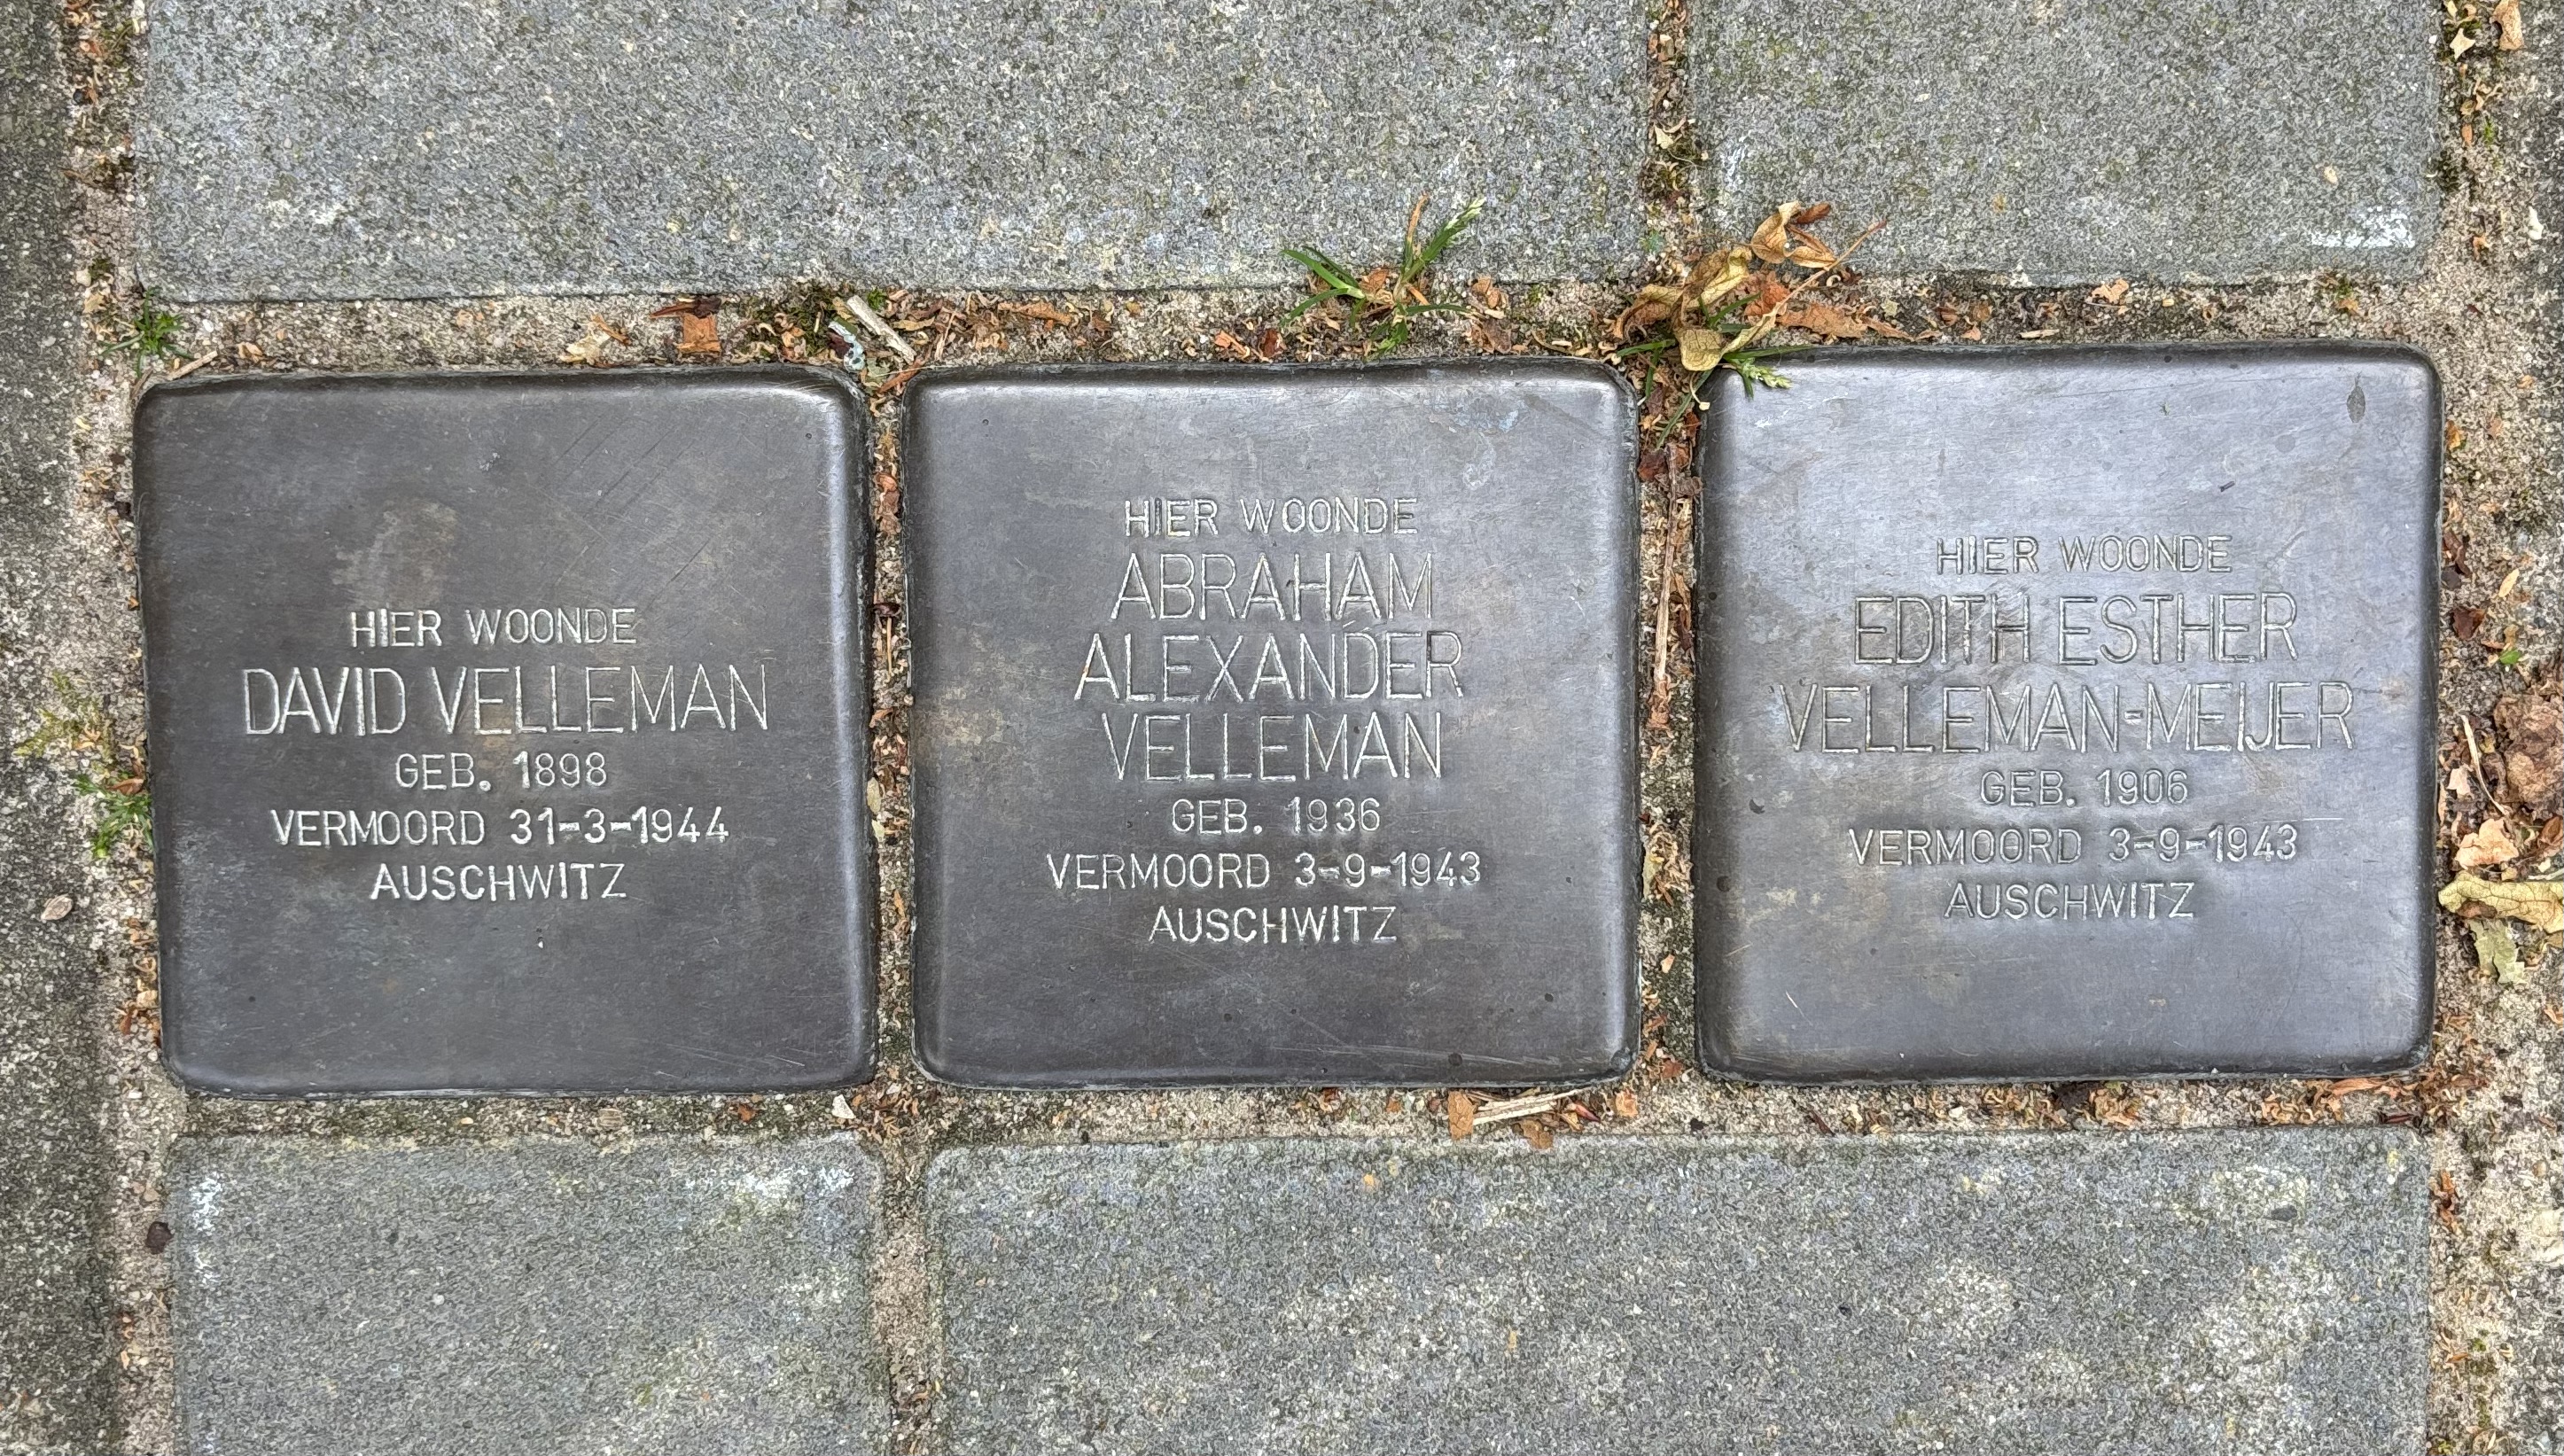 HIER WOONDE
DAVID VELLEMAN
GEB. 1898
VERMOORD 31-3-1944
AUSCHWITZ
HIER WOONDE
ABRAHAM
ALEXANDER
VELLEMAN
GEB. 1936
VERMOORD 3-9-1943
AUSCHWITZ
HIER WOONDE
EDITH ESTHER
VELLEMAN-MEIJER
GEB. 1906
VERMOORD 3-9-1943
AUSCHWITZ